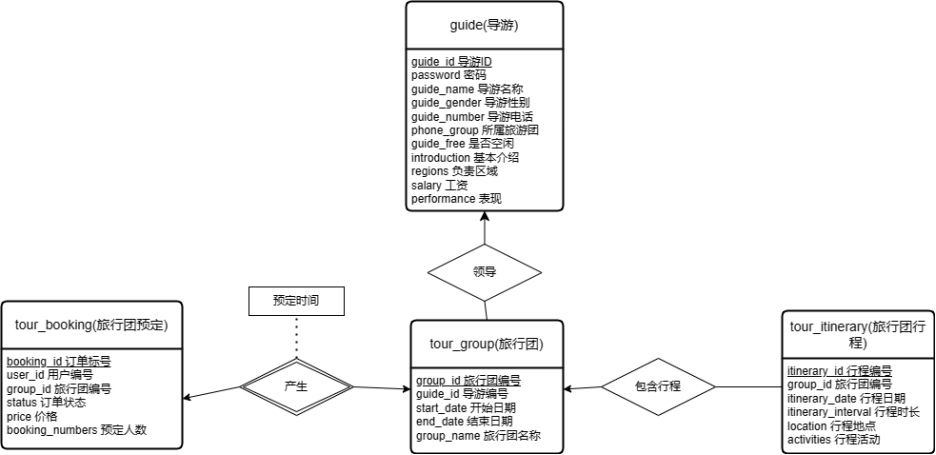 guide(导游)
guide_id 导游ID
password 密码
guide_name 导游名称
guide_gender 导游性别
guide_number 导游电话
phone_group 所属旅游团
guide_free 是否空闲
introduction 基本介绍
regions 负责区域
salary 工资
performance 表现
领导
预定时间
产生
tour_booking(旅行团预定)
booking_id 订单标号
user_id 用户编号
group_id 旅行团编号
status 订单状态
price 价格
booking_numbers 预定人数
tour_group(旅行团)
group_id 旅行团编号
guide_id 导游编号
start_date 开始日期
end_date 结束日期
group_name 旅行团名称
包含行程
tour_itinerary(旅行团行
程)
itinerary_id 行程编号
group_id 旅行团编号
itinerary_date 行程日期
itinerary_interval 行程时长
location 行程地点
activities 行程活动